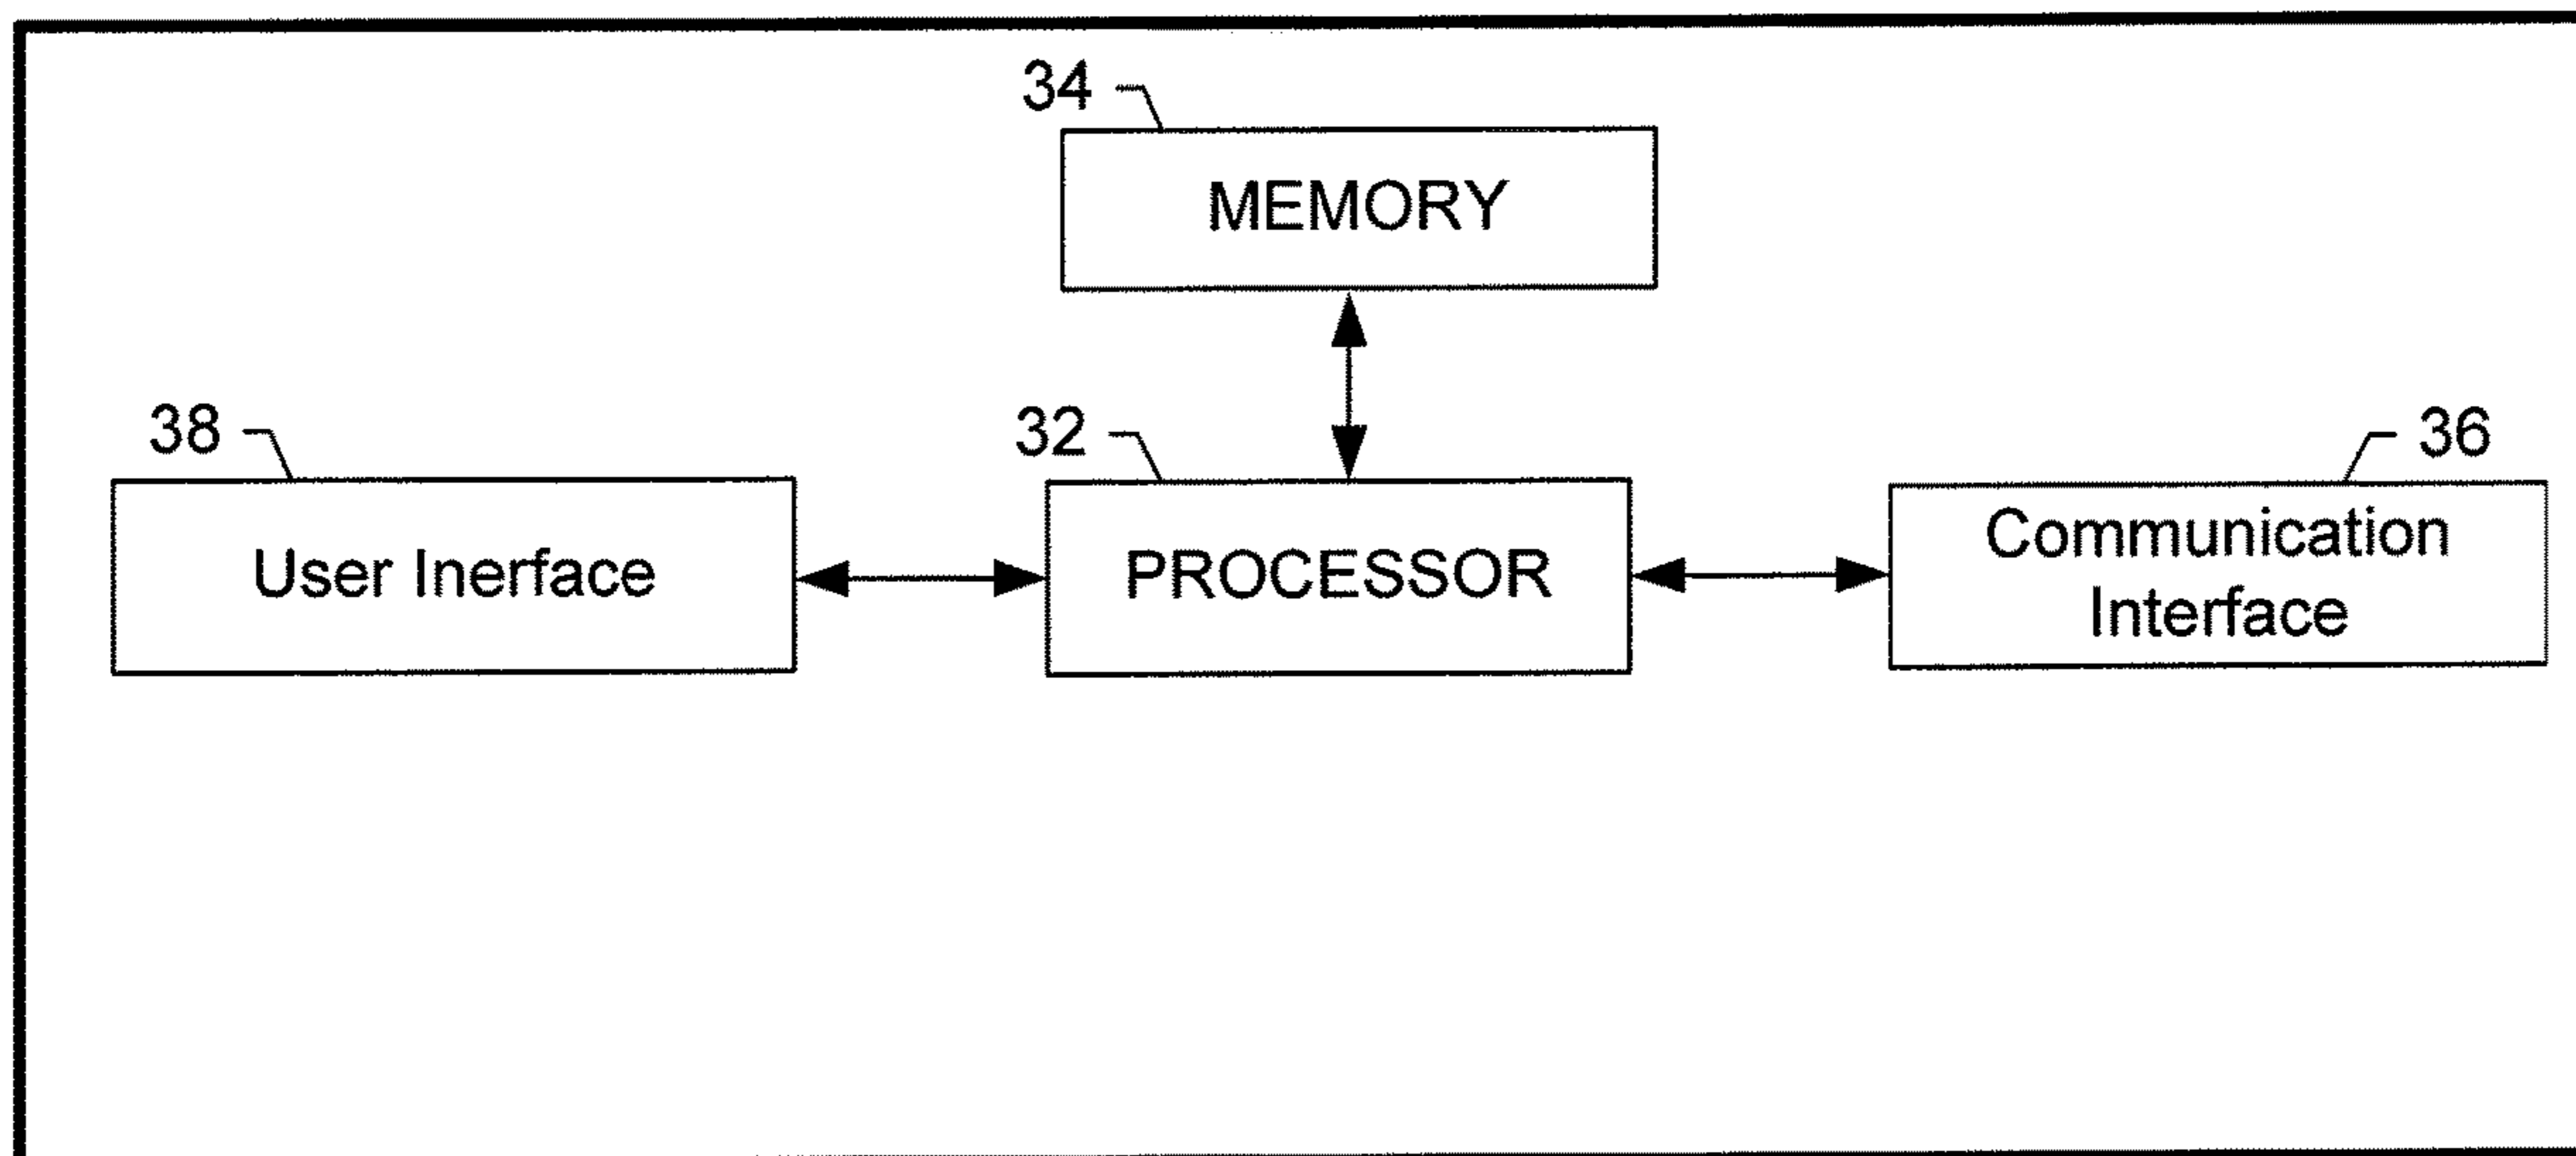 34
MEMORY
38
32
36
User Inerface
PROCESSOR
Communication
Interface